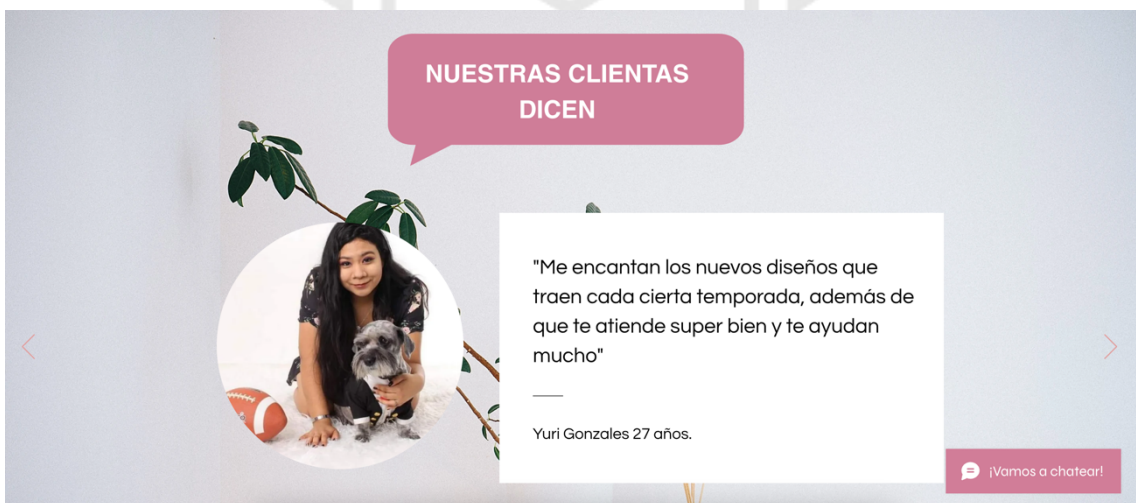 NUESTRAS CLIENTAS
DICEN
"Me encantan los nuevos diseños que
traen cada cierta temporada, además de
que te atiende super bien y te ayudan
mucho"
Yuri Gonzales 27 años.
¡Vamos a chatear!